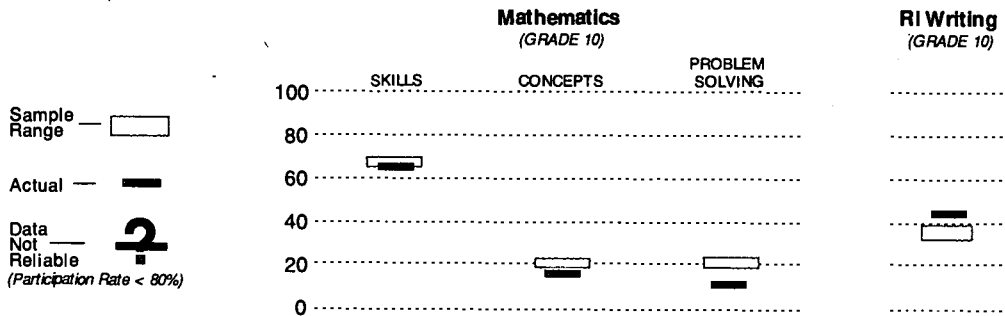 Mathematics
(GRADE 10)
RI Writing
(GRADE 10)
SKILLS
CONCEPTS
PROBLEM
SOLVING
100
80
60
40
20
0
Sample
Range
Actual
Data
Not
Reliable
?
(Participation Rate < 80%)